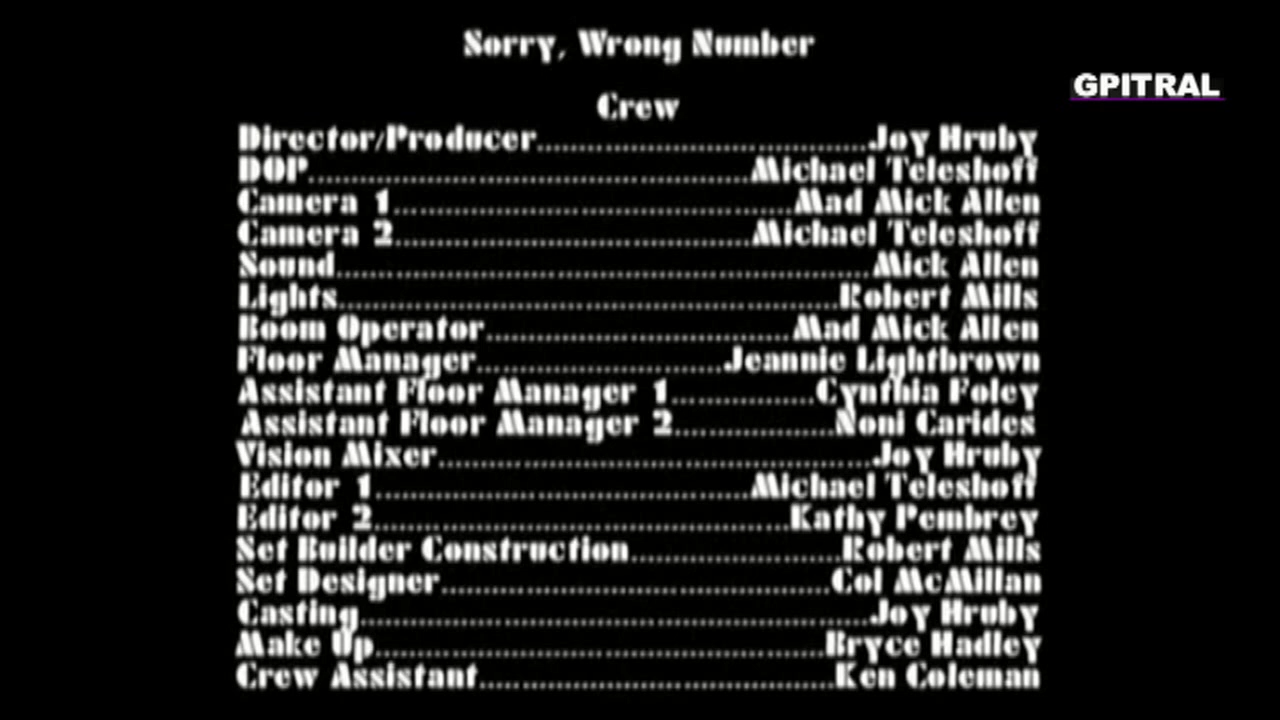 Sorry, Wrong Number
GPITRAL
Crew
Director/Producer..................................Joy Hruby
DOP.............................................Michael Teleshoff
Camera 1.........................................Mad Mick Allen
Camera 2....................................Michael Teleshoff
Sound......................................................Mick Allen
Lights...................................................Robert Mills
Boom Operator...............................Mad Mick Allen
Floor Manager.........................Jeannie Lightbrown
Assistant Floor Manager 1..............Cynthia Foley
Assistant Floor Manager 2................Noni Carides
Vision Mixer............................................Joy Hruby
Editor 1......................................Michael Teleshoff
Editor 2..........................................Kathy Pembrey
Set Builder Construction.....................Robert Mills
Set Designer.......................................Col McMillan
Casting....................................................Joy Hruby
Make Up.............................................Bryce Hadley
Crew Assistant....................................Ken Coleman